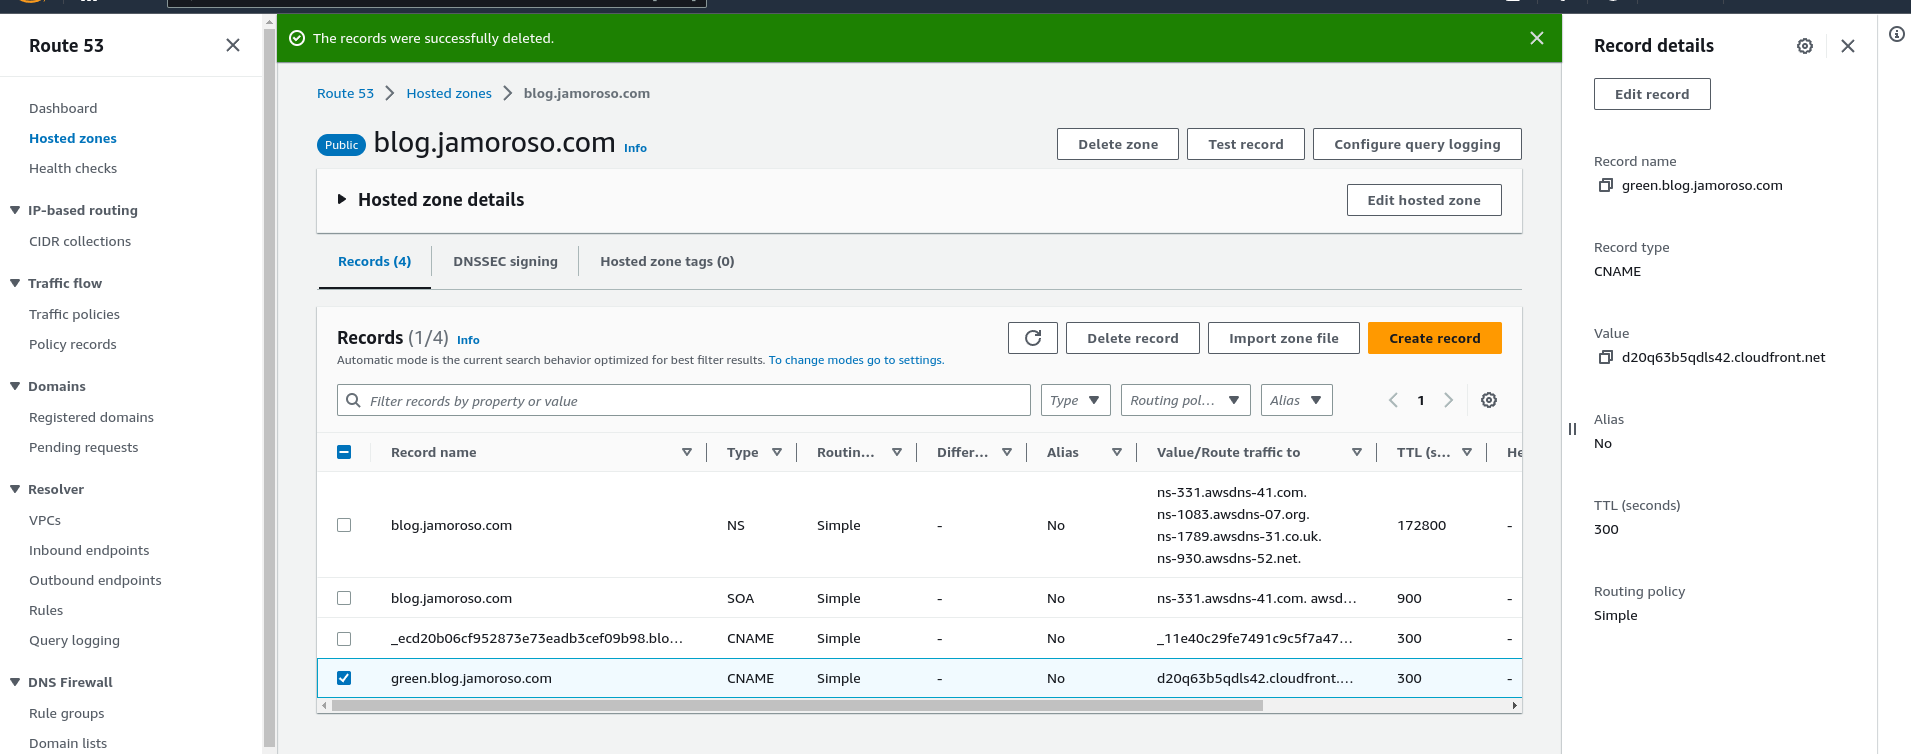 Route 53
Dashboard
Hosted zones
Health checks
IP-based routing
CIDR collections
Traffic flow
Traffic policies
Policy records
Domains
Registered domains
Pending requests
Resolver
VPCs
Inbound endpoints
Outbound endpoints
Rules
Query logging
DNS Firewall
Rule groups
Domain lists
The records were successfully deleted.
Route 53 Hosted zones blog.jamoroso.com
Public blog.jamoroso.com Info
Delete zone Test record Configure query logging
Hosted zone details
Edit hosted zone
Records (4) DNSSEC signing Hosted zone tags (0)
Records (1/4) Info
Automatic mode is the current search behavior optimized for best filter results. To change modes go to settings.
Delete record Import zone file Create record
Filter records by property or value Type Routing pol... Alias 1
Record name Type Routin... Differ... Alias Value/Route traffic to TTL (s... He
blog.jamoroso.com NS Simple - No
ns-331.awsdns-41.com.
ns-1083.awsdns-07.org.
ns-1789.awsdns-31.co.uk.
ns-930.awsdns-52.net.
172800 -
blog.jamoroso.com SOA Simple - No ns-331.awsdns-41.com. awsd... 900 -
_ecd20b06cf952873e73eadb3cef09b98.blo... CNAME Simple - No _11e40c29fe7491c9c5f7a47... 300 -
green.blog.jamoroso.com CNAME Simple - No d20q63b5qdls42.cloudfront.... 300 -
Record details
Edit record
Record name
green.blog.jamoroso.com
Record type
CNAME
Value
d20q63b5qdls42.cloudfront.net
Alias
No
TTL (seconds)
300
Routing policy
Simple